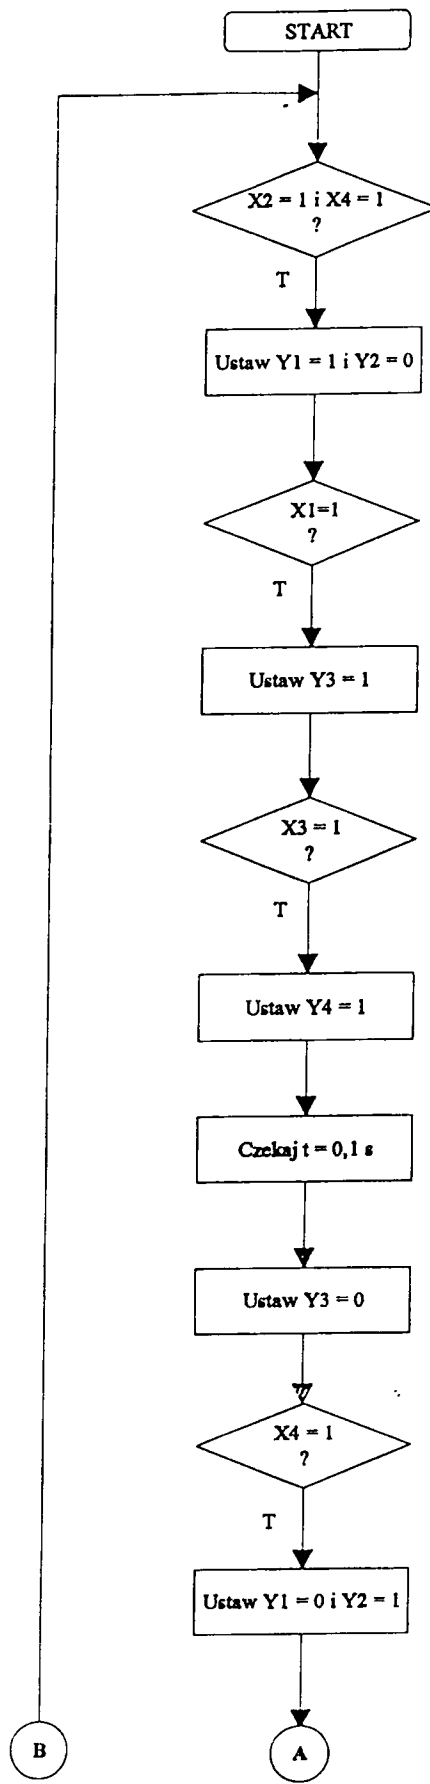 START
X2 = 1 i X4 = 1
?
T
Ustaw Y1 = 1 i Y2 = 0
X1=1
?
T
Ustaw Y3 = 1
X3 = 1
?
T
Ustaw Y4 = 1
Czekaj t = 0,1 s
Ustaw Y3 = 0
X4 = 1
?
T
Ustaw Y1 = 0 i Y2 = 1
B
A